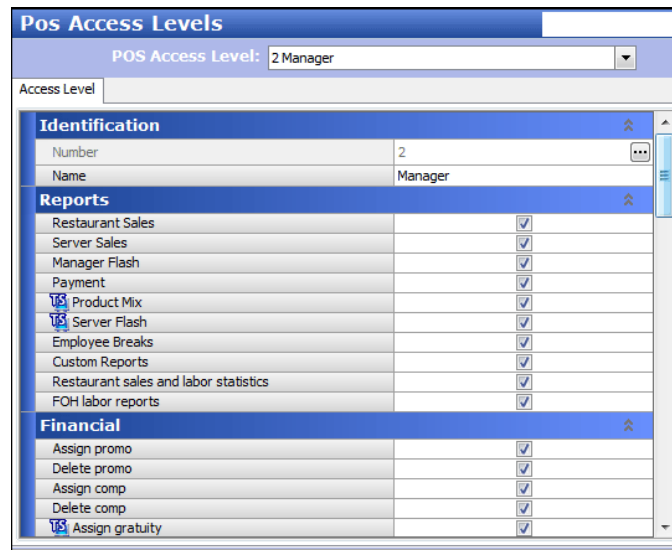 Pos Access Levels
POS Access Level: 2 Manager
Access Level
Identification
Number 2 ...
Name Manager
Reports
Restaurant Sales
Server Sales
Manager Flash
Payment
TS Product Mix
TS Server Flash
Employee Breaks
Custom Reports
Restaurant sales and labor statistics
FOH labor reports
Financial
Assign promo
Delete promo
Assign comp
Delete comp
TS Assign gratuity